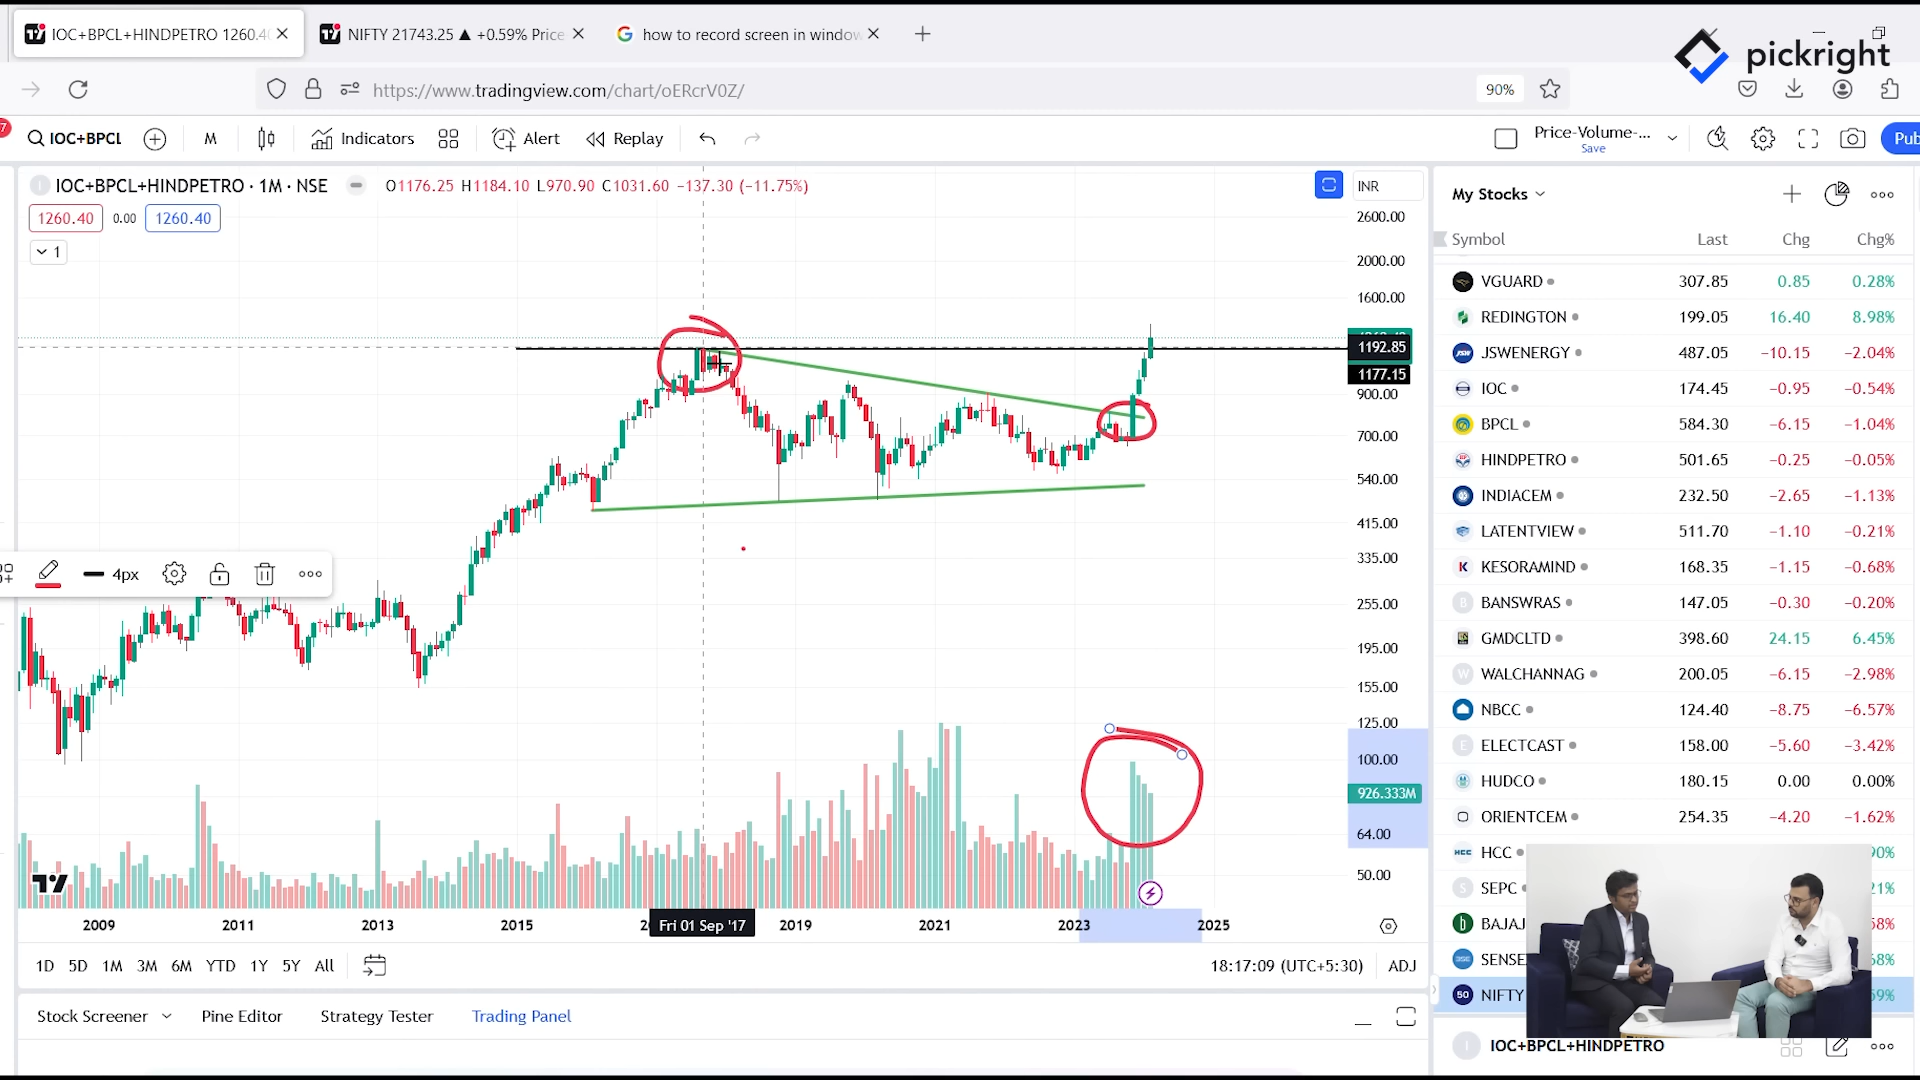 IOC+BPCL+HINDPETRO 1260.40
NIFTY 21743.25 ▲ +0.59% Price
how to record screen in window
pickright
https://www.tradingview.com/chart/oERcrV0Z/
90%
7
IOC+BPCL
M
Indicators
Alert
Replay
Price-Volume-...
Save
Pub
IOC+BPCL+HINDPETRO · 1M · NSE
O1176.25 H1184.10 L970.90 C1031.60 −137.30 (−11.75%)
INR
1260.40
0.00
1260.40
1
2600.00
2000.00
1600.00
1192.85
1177.15
900.00
700.00
540.00
415.00
335.00
255.00
195.00
155.00
125.00
100.00
926.333M
64.00
50.00
4px
2009
2011
2013
2015
Fri 01 Sep '17
2019
2021
2023
2025
1D 5D 1M 3M 6M YTD 1Y 5Y All
18:17:09 (UTC+5:30)
ADJ
Stock Screener
Pine Editor
Strategy Tester
Trading Panel
My Stocks
Symbol Last Chg Chg%
VGUARD 307.85 0.85 0.28%
REDINGTON 199.05 16.40 8.98%
JSWENERGY 487.05 −10.15 −2.04%
IOC 174.45 −0.95 −0.54%
BPCL 584.30 −6.15 −1.04%
HINDPETRO 501.65 −0.25 −0.05%
INDIACEM 232.50 −2.65 −1.13%
LATENTVIEW 511.70 −1.10 −0.21%
KESORAMIND 168.35 −1.15 −0.68%
BANSWRAS 147.05 −0.30 −0.20%
GMDCLTD 398.60 24.15 6.45%
WALCHANNAG 200.05 −6.15 −2.98%
NBCC 124.40 −8.75 −6.57%
ELECTCAST 158.00 −5.60 −3.42%
HUDCO 180.15 0.00 0.00%
ORIENTCEM 254.35 −4.20 −1.62%
HCC 90%
SEPC 21%
BAJAJ 58%
SENSE 68%
50 NIFTY 59%
IOC+BPCL+HINDPETRO